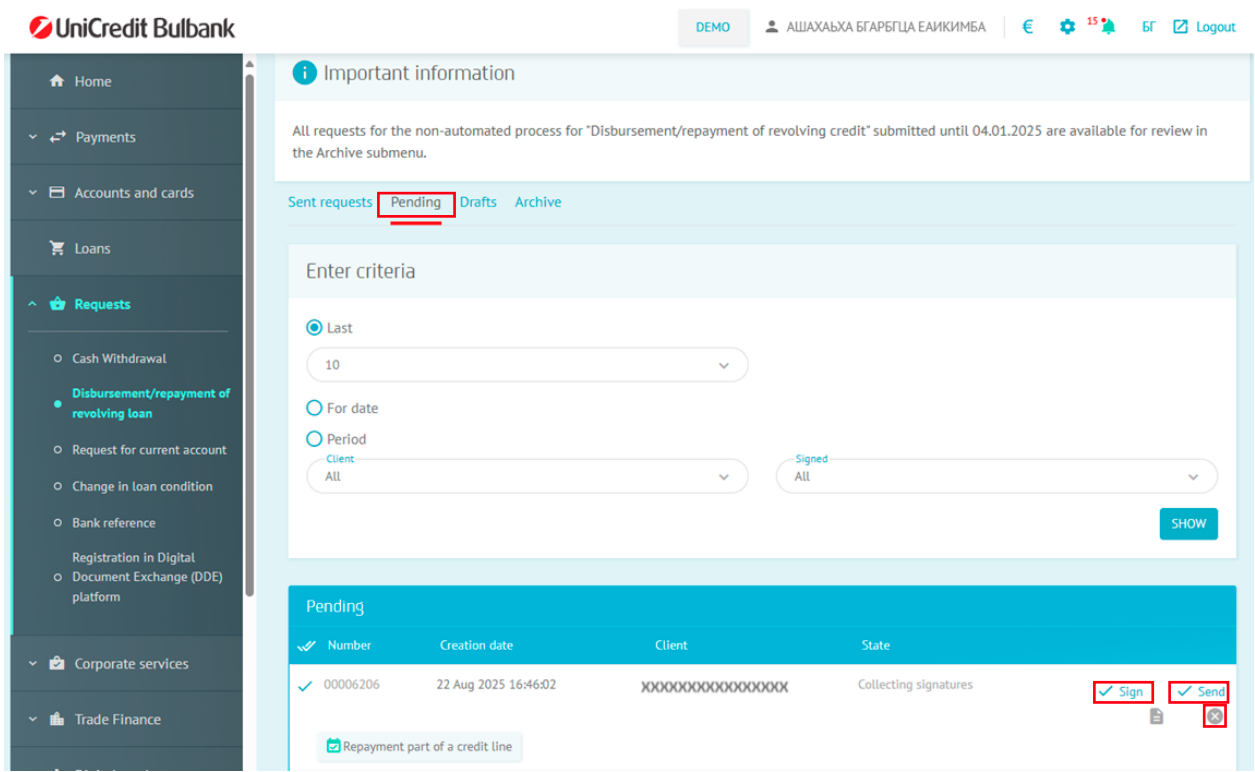 UniCredit Bulbank
DEMO
АШАХАЬХА БГАРБГЦА ЕАИКИМБА
€
15
БГ
Logout
Home
Payments
Accounts and cards
Loans
Requests
Cash Withdrawal
Disbursement/repayment of
revolving loan
Request for current account
Change in loan condition
Bank reference
Registration in Digital
Document Exchange (DDE)
platform
Corporate services
Trade Finance
Important information
All requests for the non-automated process for "Disbursement/repayment of revolving credit" submitted until 04.01.2025 are available for review in
the Archive submenu.
Sent requests Pending Drafts Archive
Enter criteria
Last
10
For date
Period
Client
All
Signed
All
SHOW
Pending
Number Creation date Client State
00006206 22 Aug 2025 16:46:02 XXXXXXXXXXXXXXXX Collecting signatures
Sign Send
Repayment part of a credit line